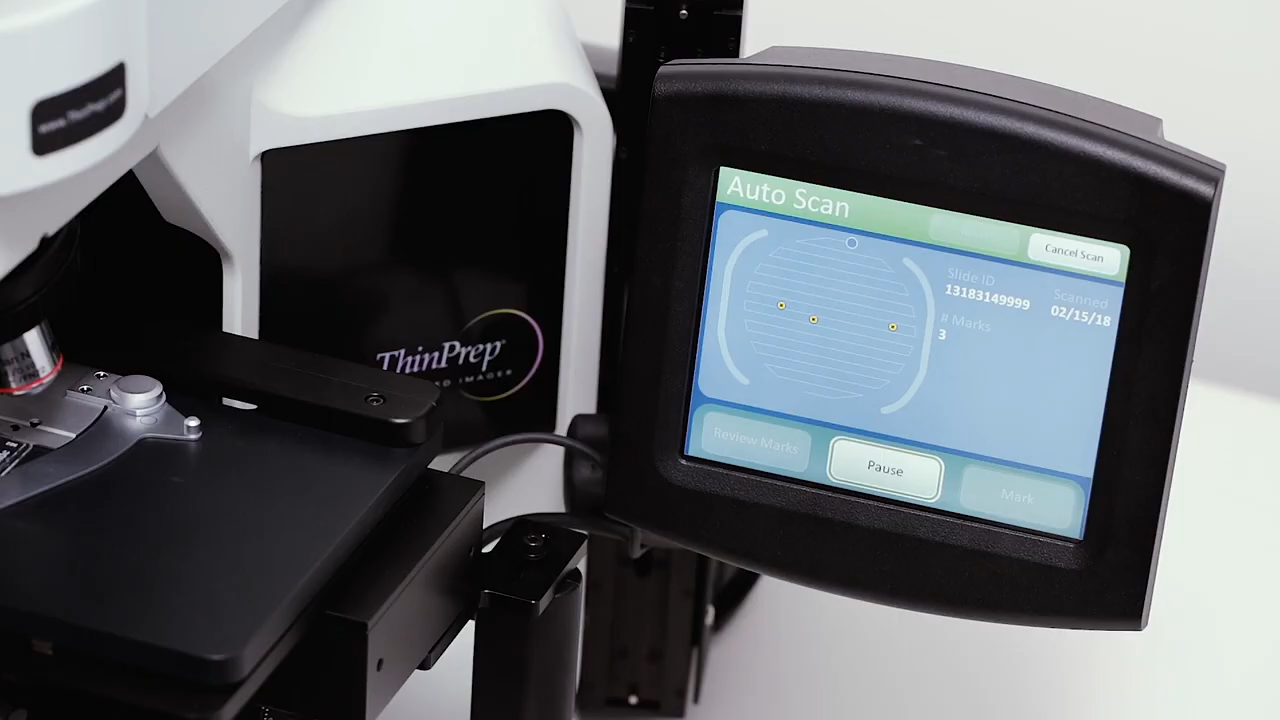 www.ThinPrep.com
ThinPrep®
IMAGER
Auto Scan
Cancel Scan
Slide ID
13183149999
Scanned
02/15/18
# Marks
3
Review Marks
Pause
Mark